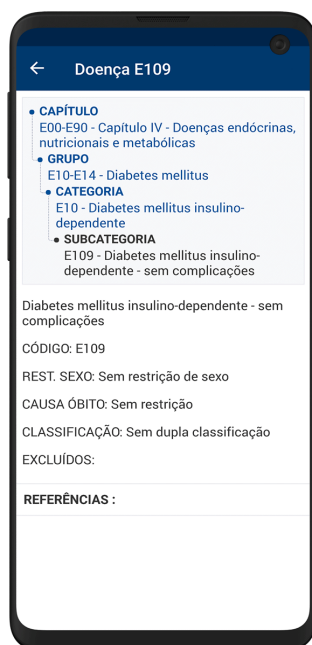 Doença E109
CAPÍTULO
E00-E90 - Capítulo IV - Doenças endócrinas,
nutricionais e metabólicas
GRUPO
E10-E14 - Diabetes mellitus
CATEGORIA
E10 - Diabetes mellitus insulino-
dependente
SUBCATEGORIA
E109 - Diabetes mellitus insulino-
dependente - sem complicações
Diabetes mellitus insulino-dependente - sem
complicações
CÓDIGO: E109
REST. SEXO: Sem restrição de sexo
CAUSA ÓBITO: Sem restrição
CLASSIFICAÇÃO: Sem dupla classificação
EXCLUÍDOS:
REFERÊNCIAS :